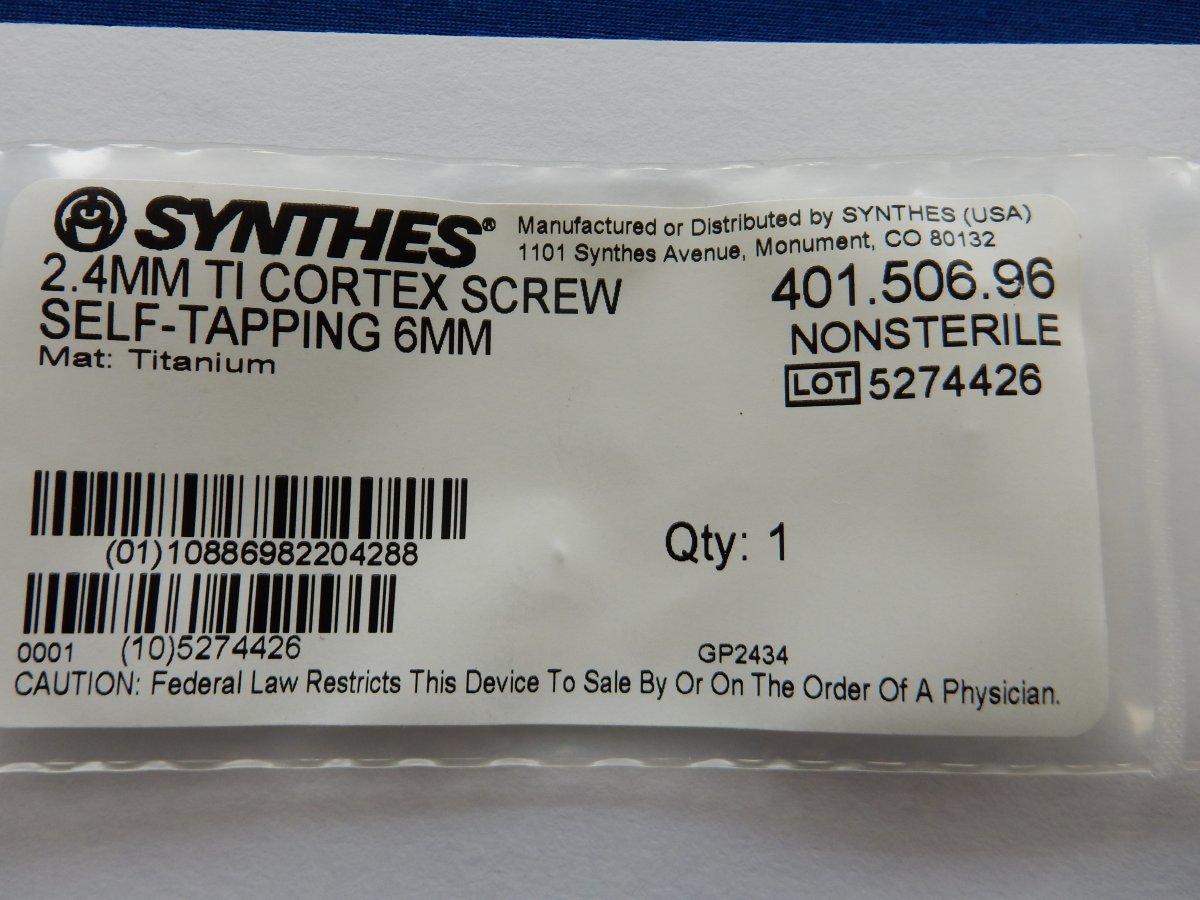 SYNTHES® Manufactured or Distributed by SYNTHES (USA)
1101 Synthes Avenue, Monument, CO 80132
2.4MM TI CORTEX SCREW
SELF-TAPPING 6MM
Mat: Titanium
401.506.96
NONSTERILE
LOT 5274426
(01)10886982204288
Qty: 1
0001 (10)5274426
GP2434
CAUTION: Federal Law Restricts This Device To Sale By Or On The Order Of A Physician.